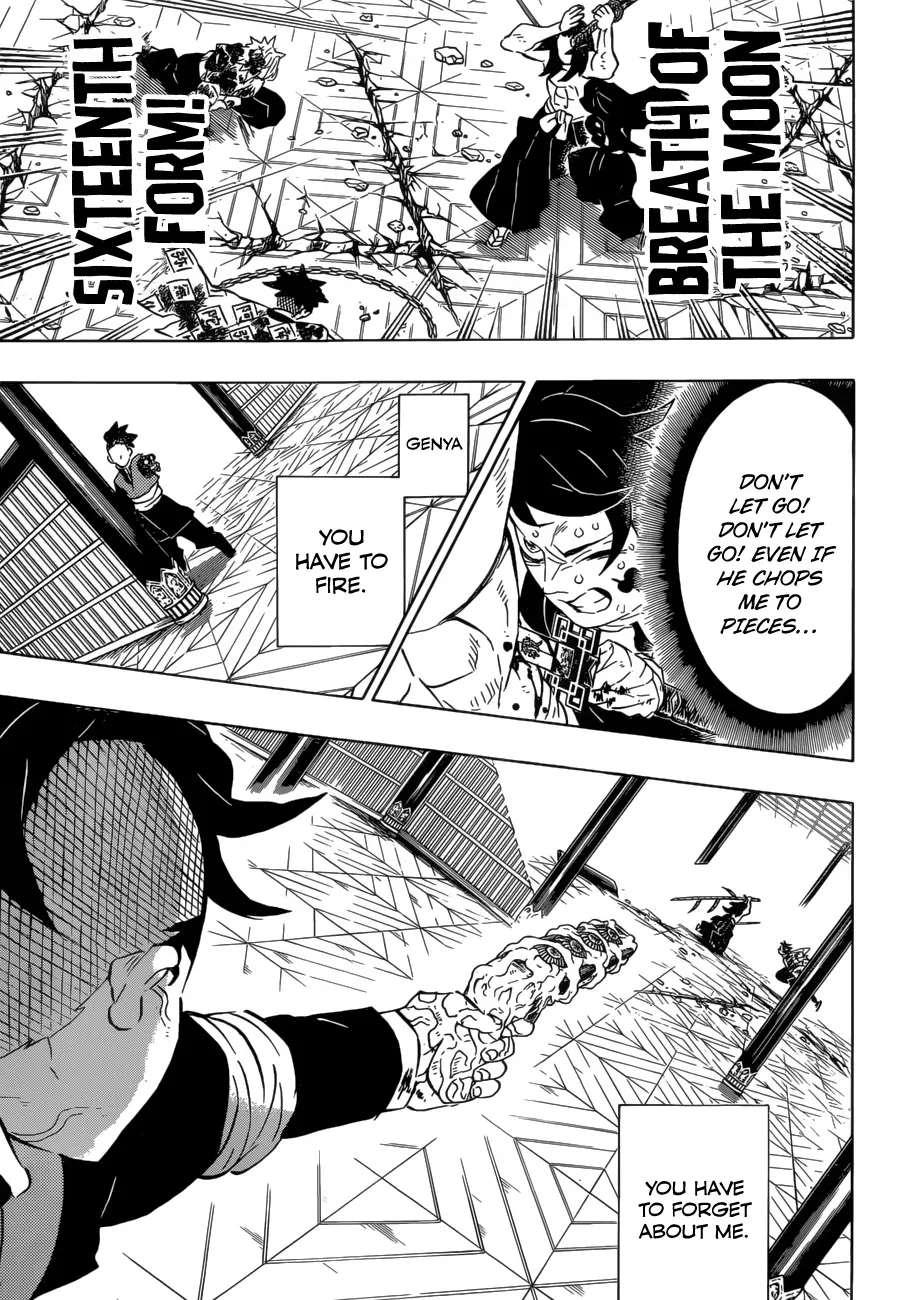 BREATH OF
THE MOON
SIXTEENTH
FORM!
DON'T
LET GO!
DON'T LET
GO! EVEN IF
HE CHOPS
ME TO
PIECES...
GENYA
YOU
HAVE TO
FIRE.
YOU HAVE
TO FORGET
ABOUT ME.